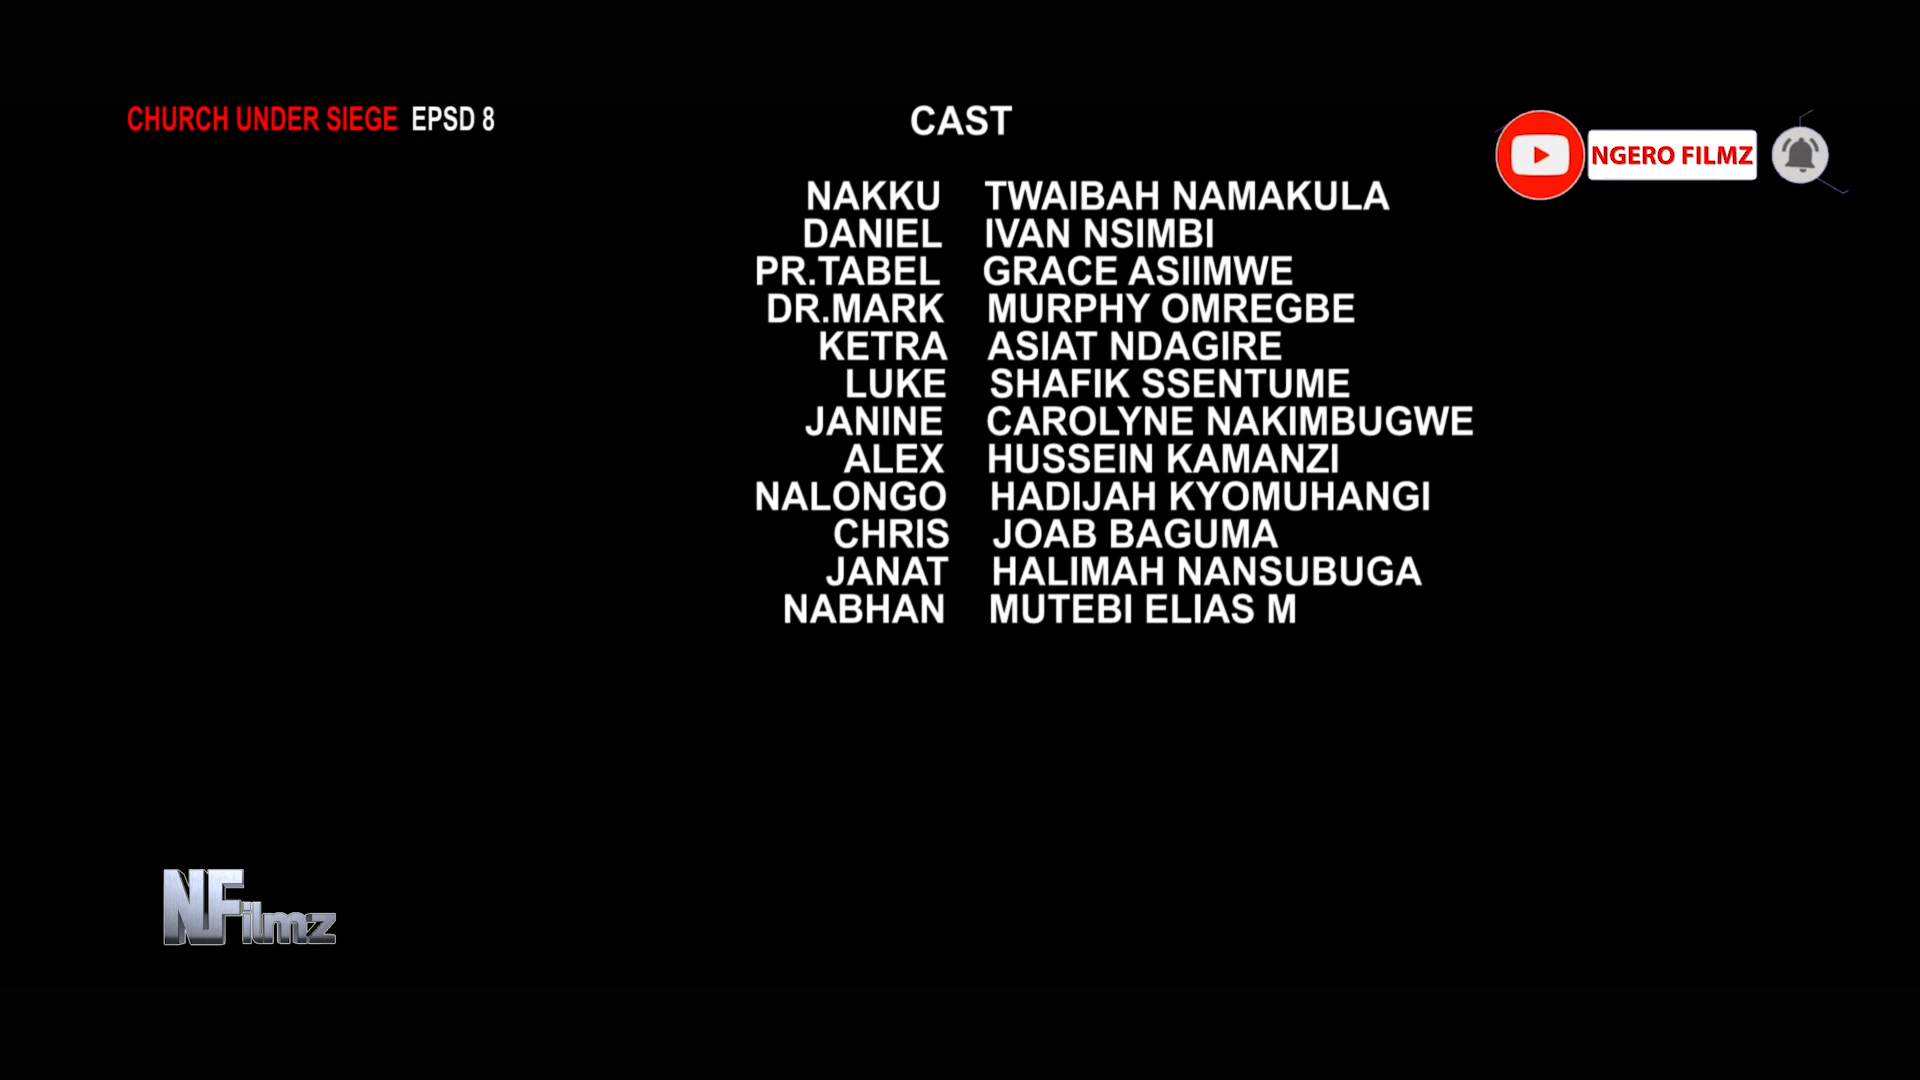 CHURCH UNDER SIEGE EPSD 8
CAST
NGERO FILMZ
NAKKU TWAIBAH NAMAKULA
DANIEL IVAN NSIMBI
PR.TABEL GRACE ASIIMWE
DR.MARK MURPHY OMREGBE
KETRA ASIAT NDAGIRE
LUKE SHAFIK SSENTUME
JANINE CAROLYNE NAKIMBUGWE
ALEX HUSSEIN KAMANZI
NALONGO HADIJAH KYOMUHANGI
CHRIS JOAB BAGUMA
JANAT HALIMAH NANSUBUGA
NABHAN MUTEBI ELIAS M
NFilmz